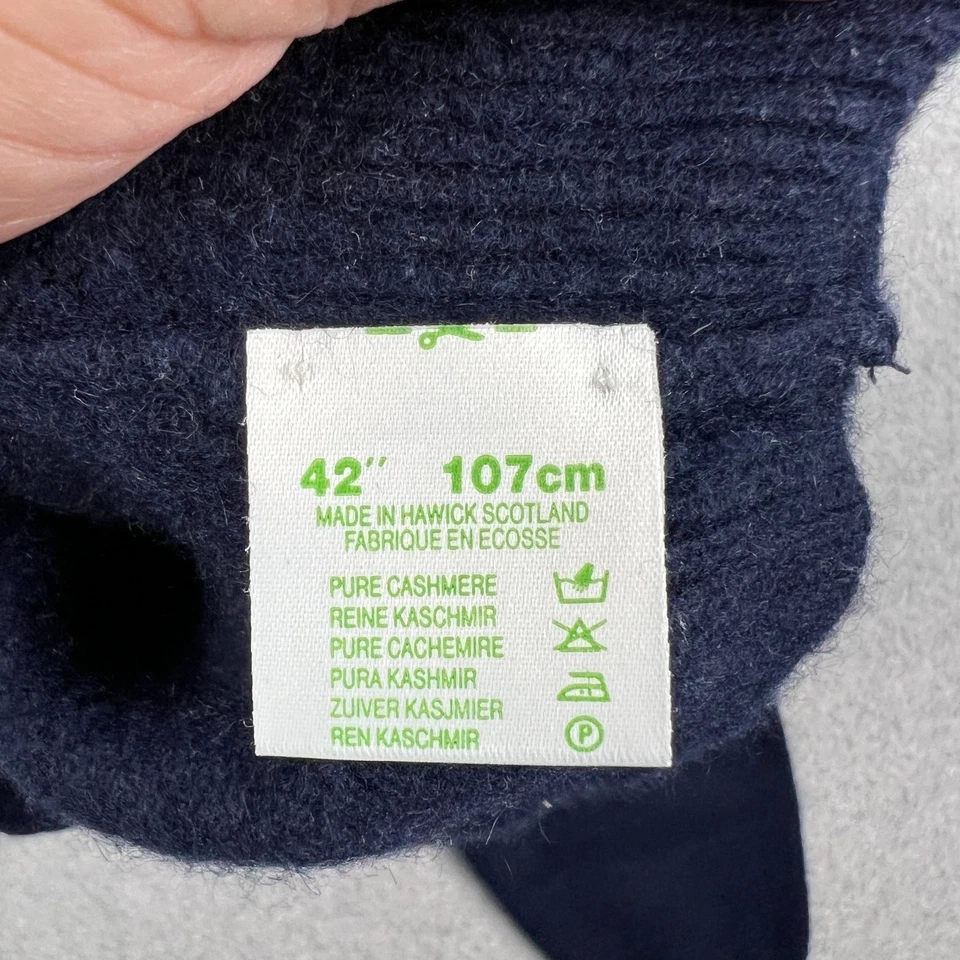 42″ 107cm
MADE IN HAWICK SCOTLAND
FABRIQUE EN ECOSSE
PURE CASHMERE
REINE KASCHMIR
PURE CACHEMIRE
PURA KASHMIR
ZUIVER KASJMIER
REN KASCHMIR
P